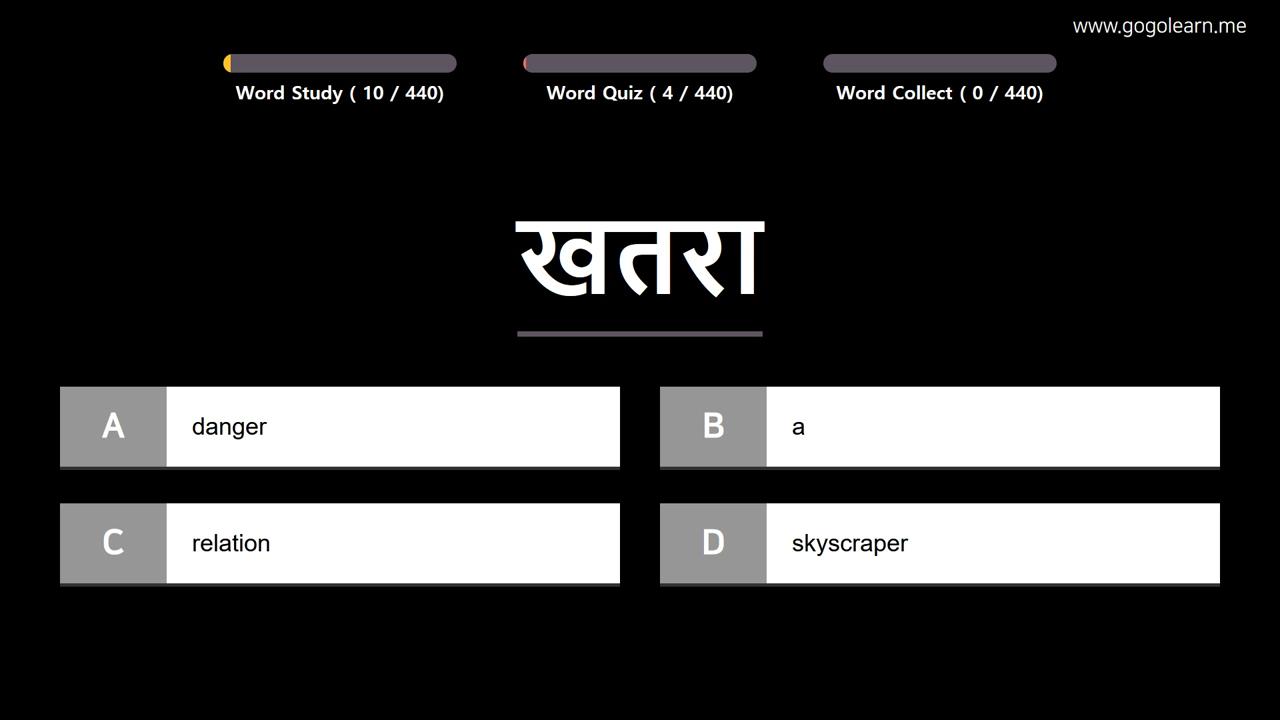 www.gogolearn.me
Word Study ( 10 / 440)
Word Quiz ( 4 / 440)
Word Collect ( 0 / 440)
खतरा
A danger
B a
C relation
D skyscraper